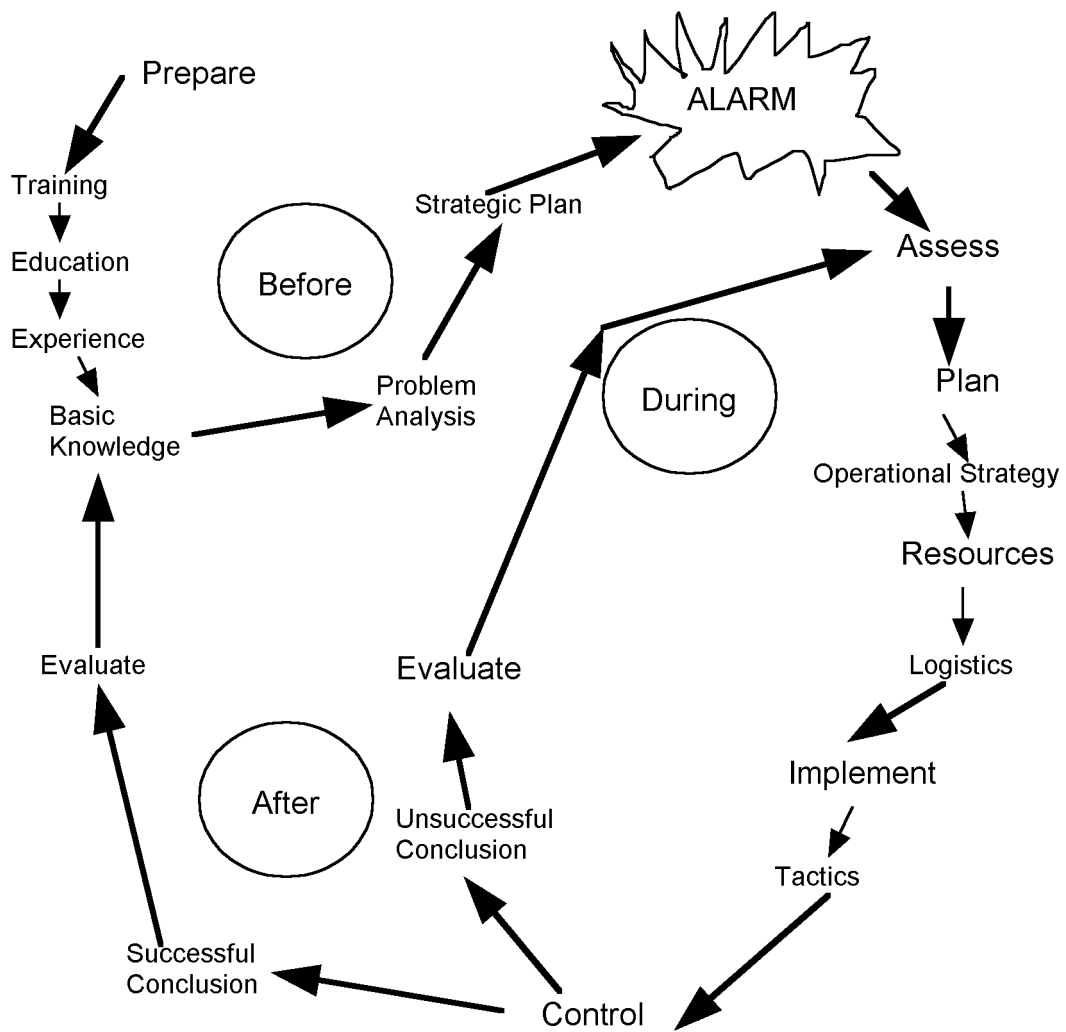 Prepare
ALARM
Training
Strategic Plan
Assess
Education
Before
Experience
Plan
Problem
Analysis
During
Basic
Knowledge
Operational Strategy
Resources
Evaluate
Evaluate
Logistics
Implement
After
Unsuccessful
Conclusion
Tactics
Successful
Conclusion
Control